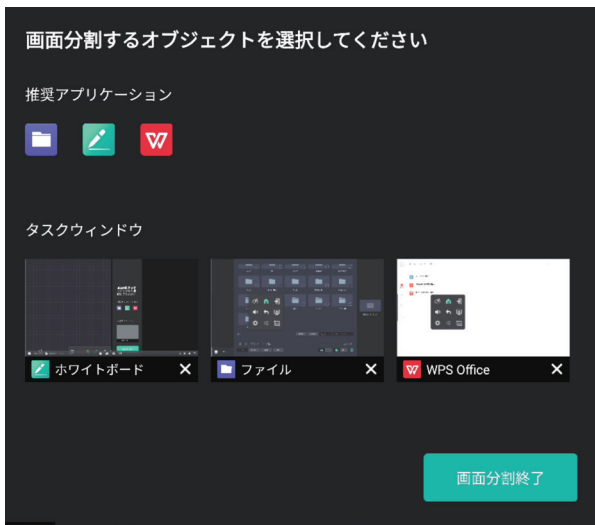 画面分割するオブジェクトを選択してください
推奨アプリケーション
タスクウィンドウ
ホワイトボード
ファイル
WPS Office
画面分割終了